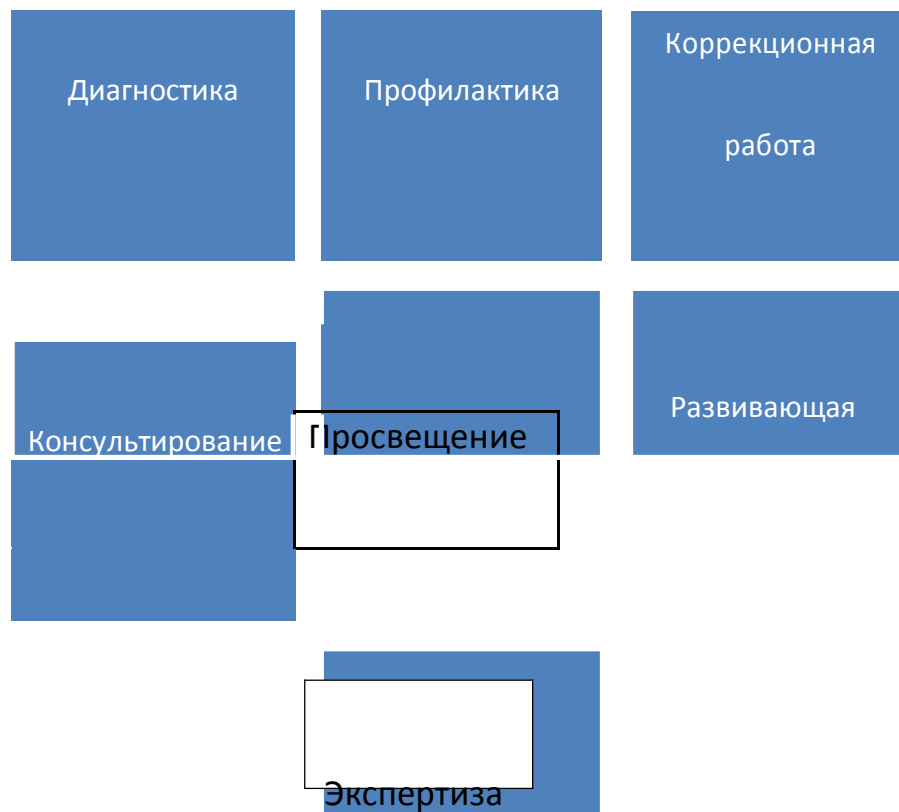 Диагностика
Профилактика
Коррекционная
работа
Консультирование
Просвещение
Развивающая
Экспертиза